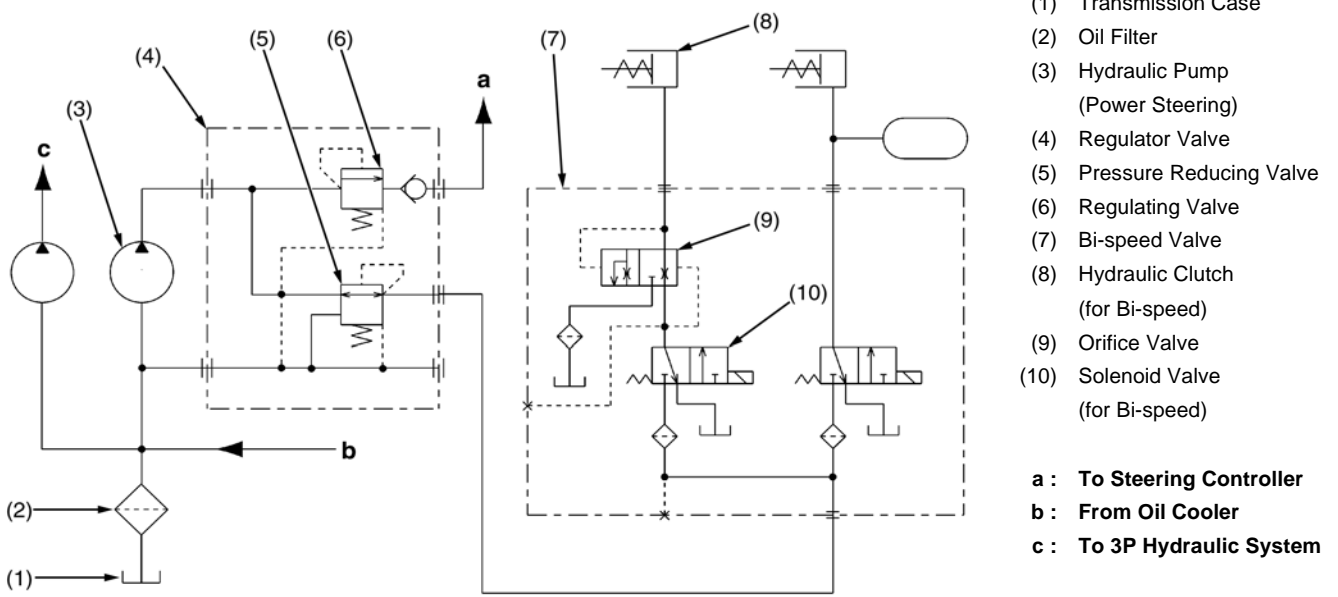 (1) Transmission Case
(2) Oil Filter
(3) Hydraulic Pump
(Power Steering)
(4) Regulator Valve
(5) Pressure Reducing Valve
(6) Regulating Valve
(7) Bi-speed Valve
(8) Hydraulic Clutch
(for Bi-speed)
(9) Orifice Valve
(10) Solenoid Valve
(for Bi-speed)
a : To Steering Controller
b : From Oil Cooler
c : To 3P Hydraulic System
(8)
(5)
(6)
(7)
(4)
a
(3)
c
(9)
(10)
b
(2)
(1)